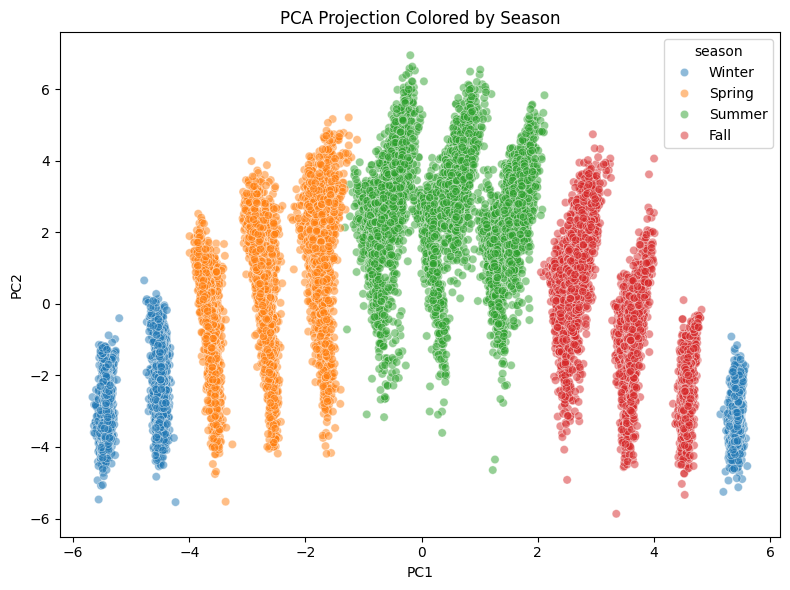 PCA Projection Colored by Season
season
Winter
Spring
Summer
Fall
PC2
6
4
2
0
−2
−4
−6
−6
−4
−2
0
2
4
6
PC1